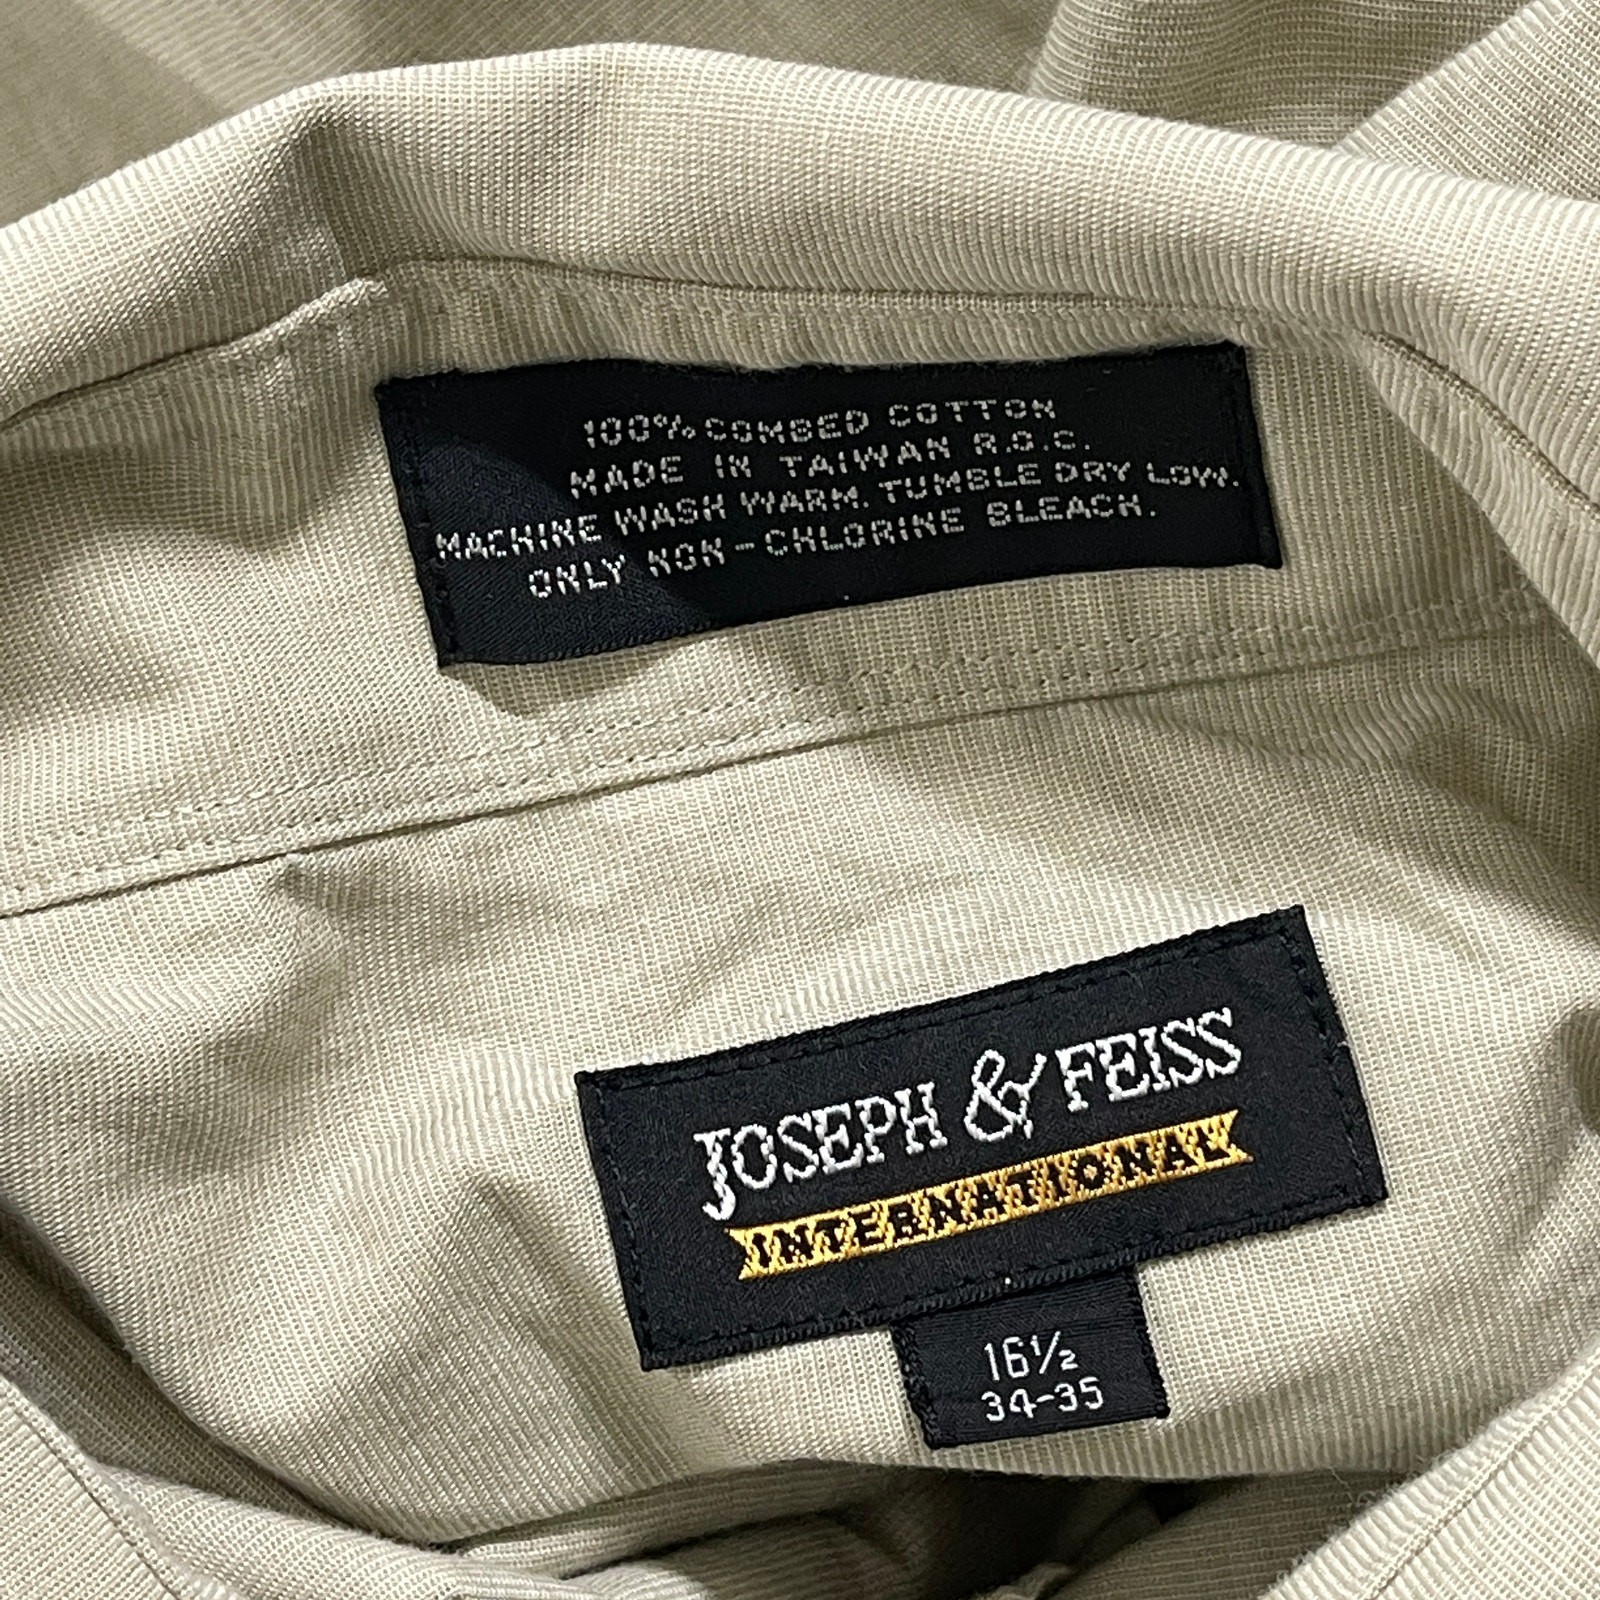 100% COMBED COTTON
MADE IN TAIWAN R.O.C.
MACHINE WASH WARM. TUMBLE DRY LOW.
ONLY NON-CHLORINE BLEACH.
JOSEPH & FEISS
INTERNATIONAL
16½
34-35